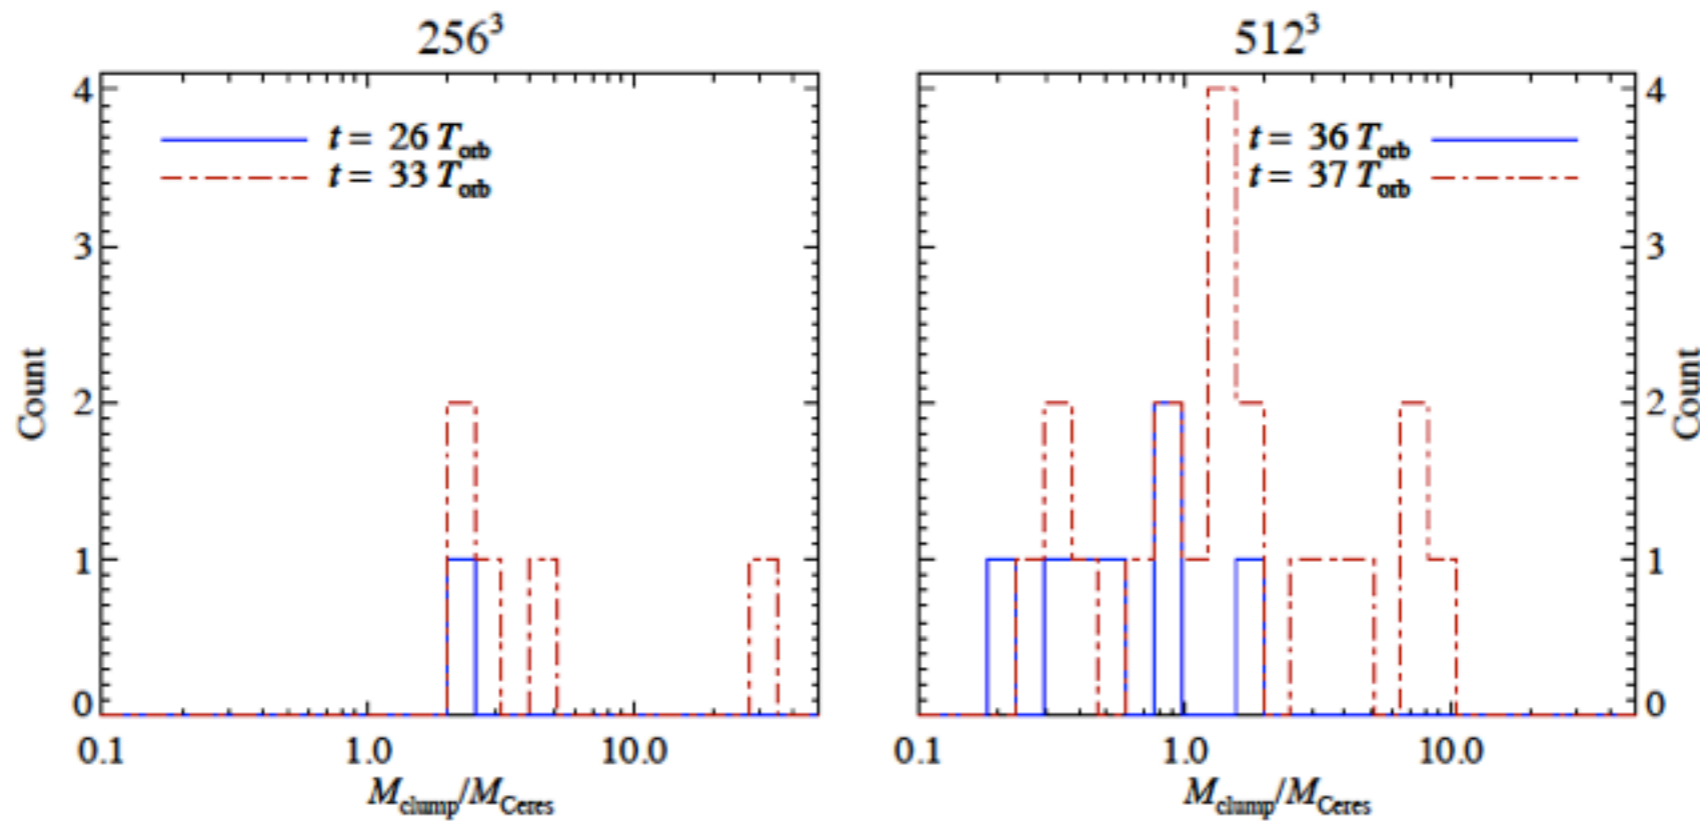 256³
4
3
2
1
0
Count
t = 26 T_orb
t = 33 T_orb
0.1 1.0 10.0
M_clump/M_Ceres
512³
t = 36 T_orb
t = 37 T_orb
4
3
2
1
0
Count
0.1 1.0 10.0
M_clump/M_Ceres